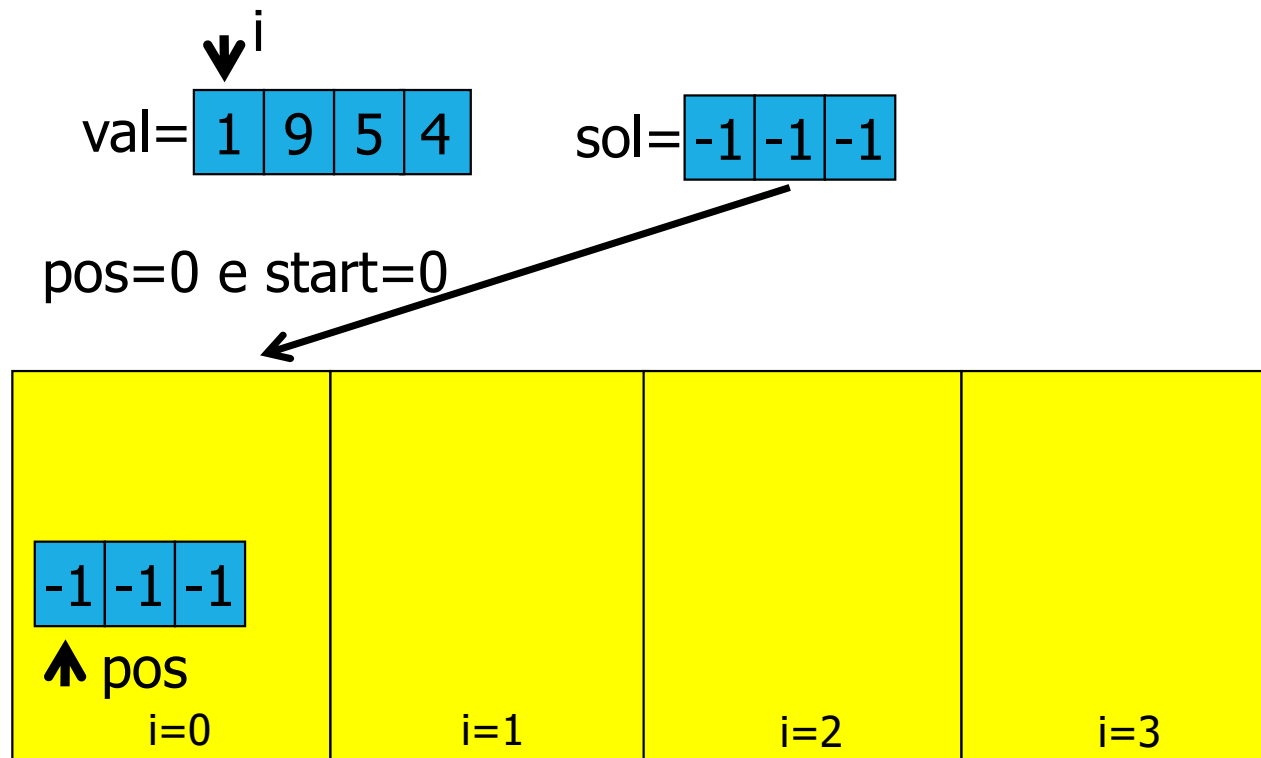 i
val= 1 9 5 4 sol= -1 -1 -1
pos=0 e start=0
-1 -1 -1
pos
i=0 i=1 i=2 i=3